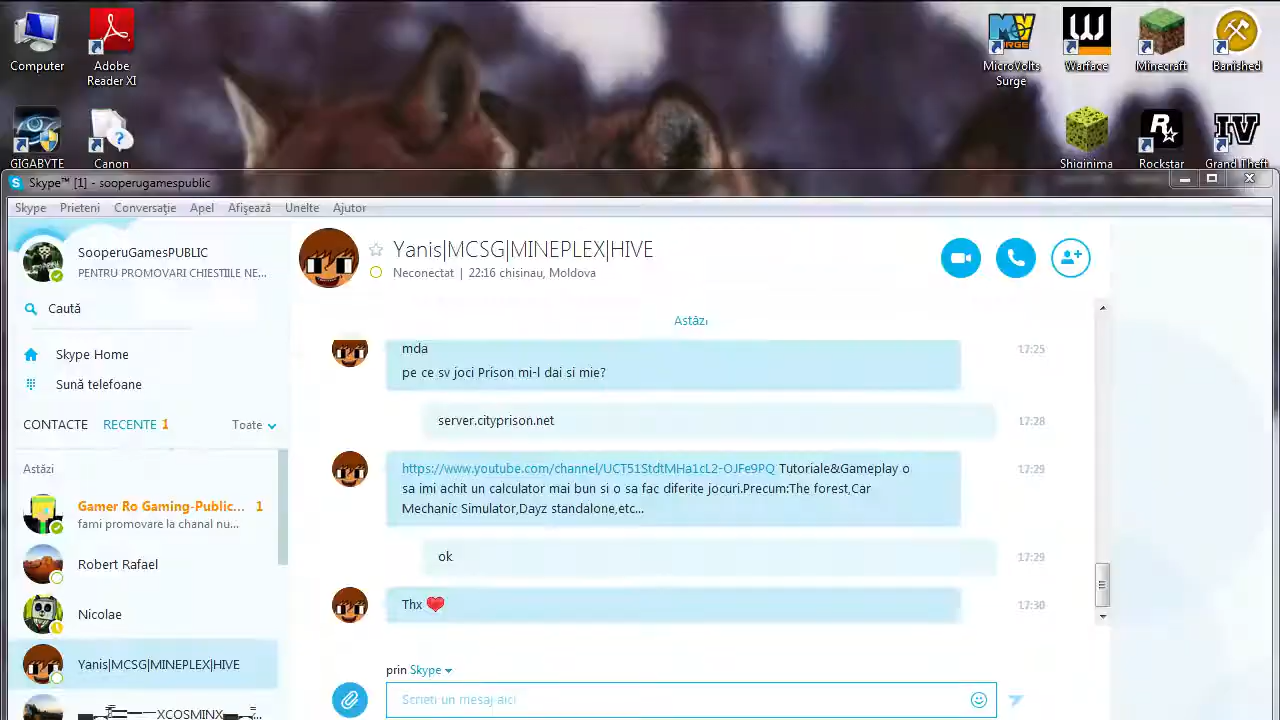 Computer
Adobe
Reader XI
MicroVolts
Surge
Warface
Minecraft
Banished
GIGABYTE
Canon
Shiginima
Rockstar
Grand Theft
Skype™ [1] - sooperugamespublic
Skype Prieteni Conversaţie Apel Afişează Unelte Ajutor
SooperuGamesPUBLIC
PENTRU PROMOVARI CHIESTIILE NE...
Caută
Skype Home
Sună telefoane
CONTACTE RECENTE 1 Toate
Astăzi
Gamer Ro Gaming-Public... 1
fami promovare la chanal nu...
Robert Rafael
Nicolae
Yanis|MCSG|MINEPLEX|HIVE
XCOSMINX
Yanis|MCSG|MINEPLEX|HIVE
Neconectat | 22:16 chisinau, Moldova
Astăzi
mda 17:25
pe ce sv joci Prison mi-l dai si mie?
server.cityprison.net 17:28
https://www.youtube.com/channel/UCT51StdtMHa1cL2-OJFe9PQ Tutoriale&Gameplay o 17:29
sa imi achit un calculator mai bun si o sa fac diferite jocuri.Precum:The forest,Car
Mechanic Simulator,Dayz standalone,etc...
ok 17:29
Thx 17:30
prin Skype
Scrieți un mesaj aici